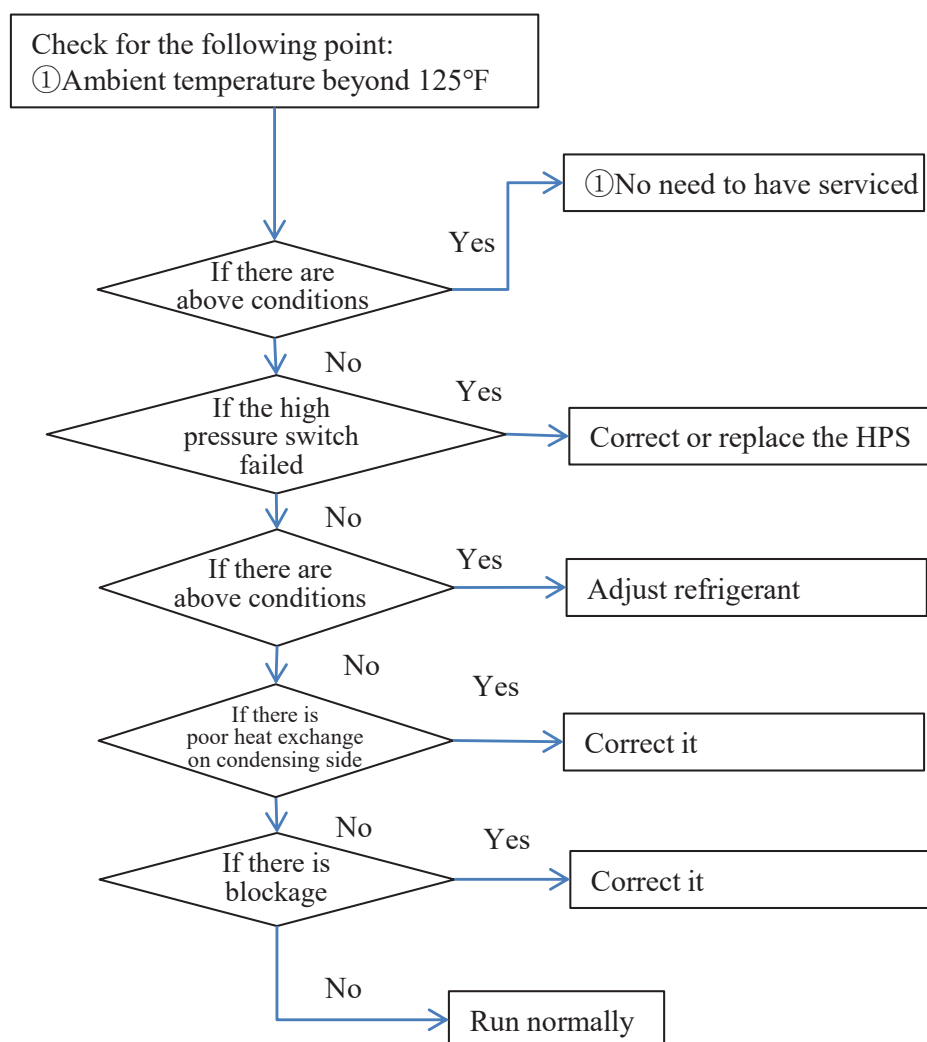 Check for the following point:
①Ambient temperature beyond 125°F
①No need to have serviced
Yes
If there are
above conditions
No
Yes
If the high
pressure switch
failed
Correct or replace the HPS
No
Yes
If there are
above conditions
Adjust refrigerant
No
Yes
If there is
poor heat exchange
on condensing side
Correct it
No
Yes
If there is
blockage
Correct it
No
Run normally